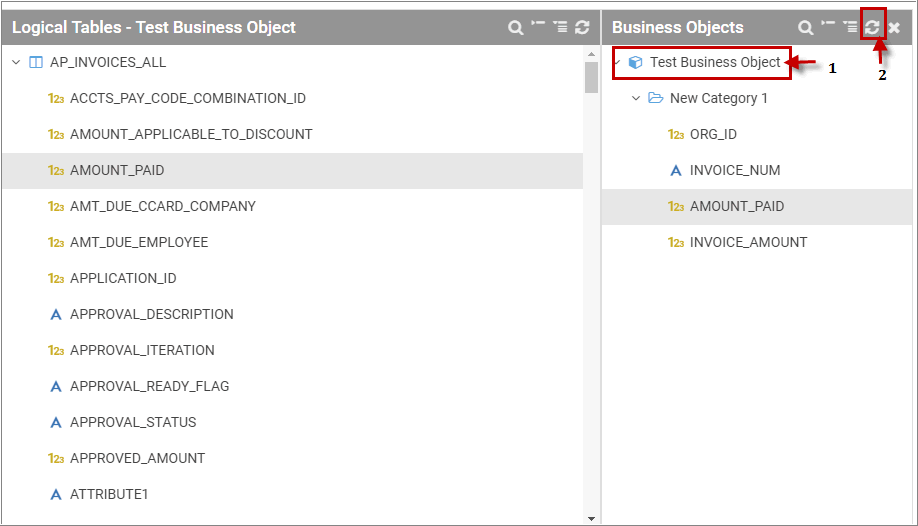 Logical Tables - Test Business Object
AP_INVOICES_ALL
123 ACCTS_PAY_CODE_COMBINATION_ID
123 AMOUNT_APPLICABLE_TO_DISCOUNT
123 AMOUNT_PAID
123 AMT_DUE_CCARD_COMPANY
123 AMT_DUE_EMPLOYEE
123 APPLICATION_ID
A APPROVAL_DESCRIPTION
123 APPROVAL_ITERATION
A APPROVAL_READY_FLAG
A APPROVAL_STATUS
123 APPROVED_AMOUNT
A ATTRIBUTE1
Business Objects
Test Business Object 1
2
New Category 1
123 ORG_ID
A INVOICE_NUM
123 AMOUNT_PAID
123 INVOICE_AMOUNT